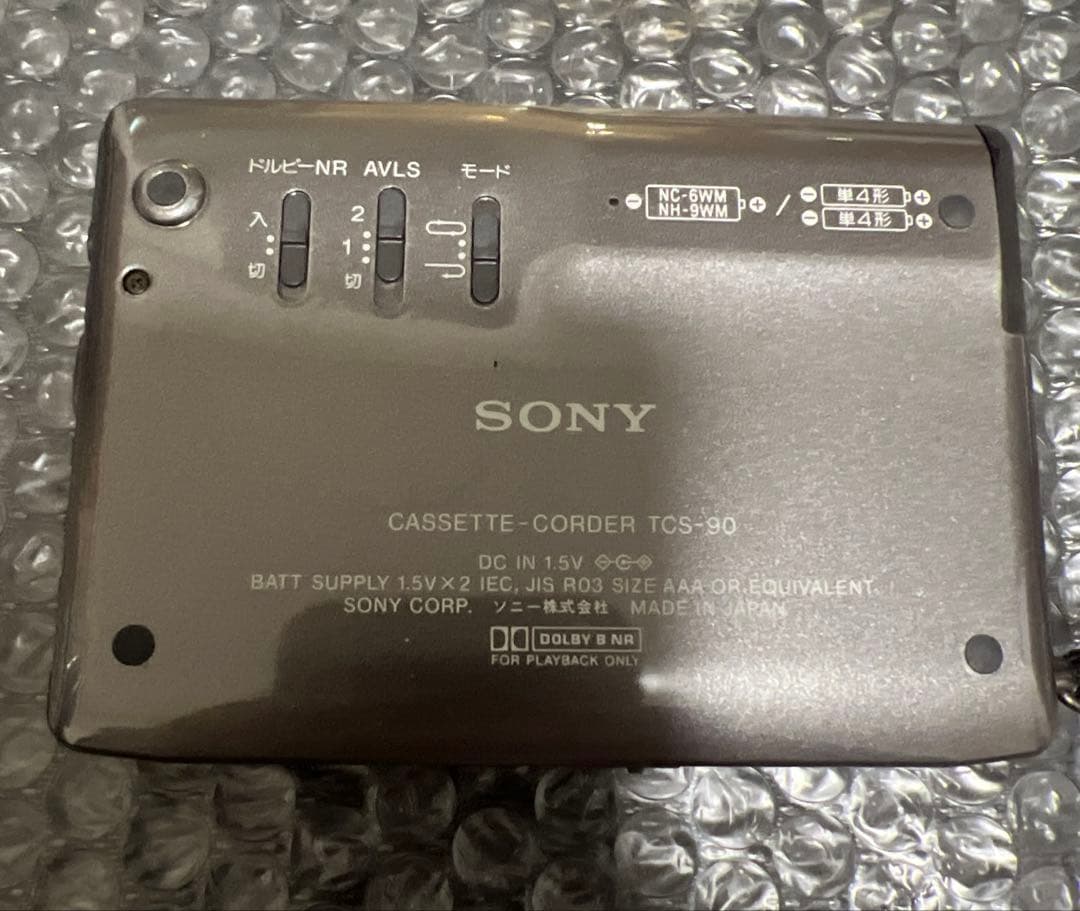 ドルビーNR AVLS モード
入
切
2
1
切
NC-6WM
NH-9WM
/
単4形
単4形
SONY
CASSETTE-CORDER TCS-90
DC IN 1.5V
BATT SUPPLY 1.5V×2 IEC, JIS R03 SIZE AAA OR EQUIVALENT
SONY CORP. ソニー株式会社 MADE IN JAPAN
DOLBY B NR
FOR PLAYBACK ONLY